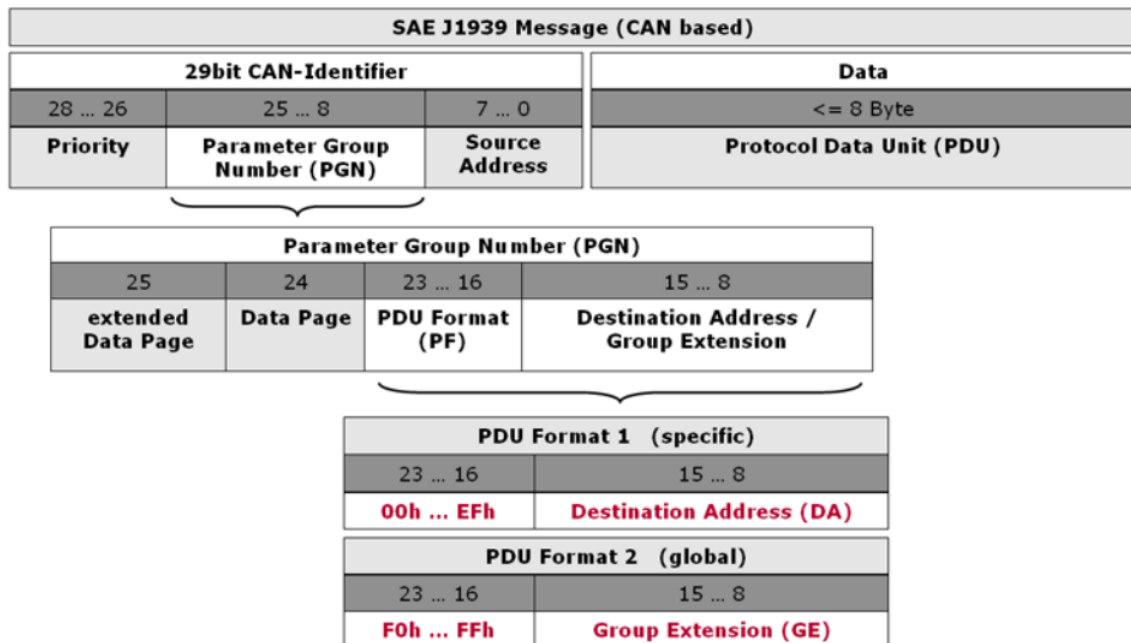 SAE J1939 Message (CAN based)
29bit CAN-Identifier
Data
28 ... 26
25 ... 8
7 ... 0
<= 8 Byte
Priority
Parameter Group
Number (PGN)
Source
Address
Protocol Data Unit (PDU)
Parameter Group Number (PGN)
25
24
23 ... 16
15 ... 8
extended
Data Page
Data Page
PDU Format
(PF)
Destination Address /
Group Extension
PDU Format 1 (specific)
23 ... 16
15 ... 8
00h ... EFh
Destination Address (DA)
PDU Format 2 (global)
23 ... 16
15 ... 8
F0h ... FFh
Group Extension (GE)